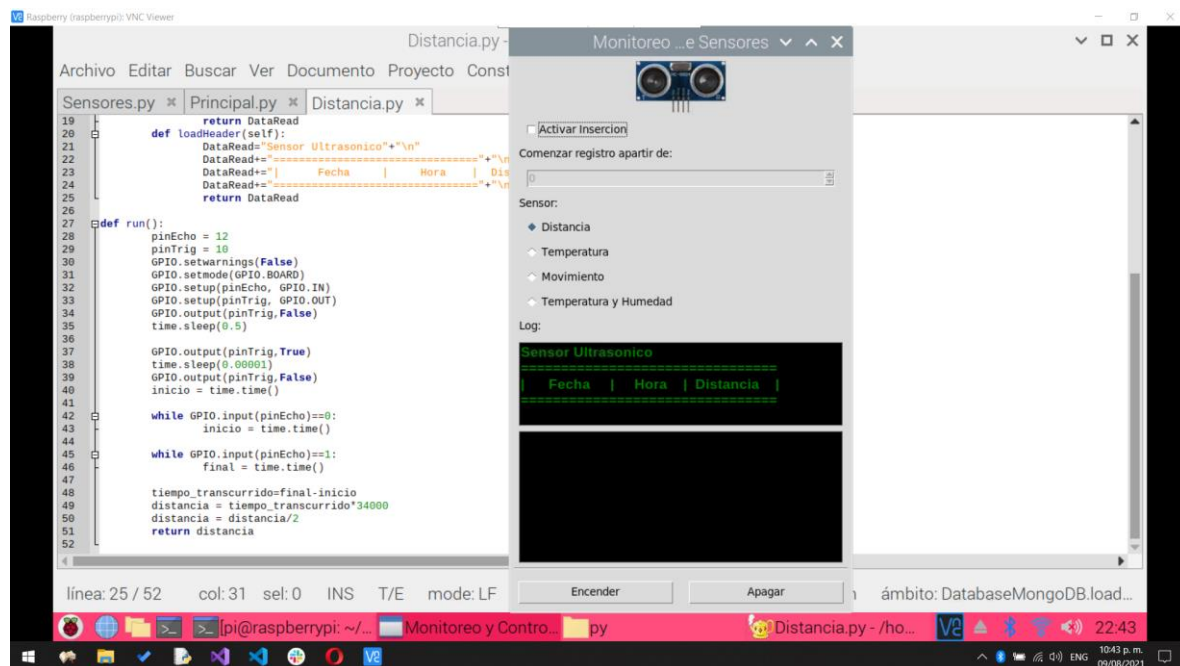 Raspberry (raspberrypi): VNC Viewer
Distancia.py -
Monitoreo ...e Sensores
Archivo Editar Buscar Ver Documento Proyecto Const
Sensores.py Principal.py Distancia.py
19 return DataRead
20 def loadHeader(self):
21 DataRead="Sensor Ultrasonico"+"\n"
22 DataRead+="================================"+"\n
23 DataRead+="| Fecha | Hora | Dis
24 DataRead+="================================"+"\n
25 return DataRead
26
27 def run():
28 pinEcho = 12
29 pinTrig = 10
30 GPIO.setwarnings(False)
31 GPIO.setmode(GPIO.BOARD)
32 GPIO.setup(pinEcho, GPIO.IN)
33 GPIO.setup(pinTrig, GPIO.OUT)
34 GPIO.output(pinTrig,False)
35 time.sleep(0.5)
36
37 GPIO.output(pinTrig,True)
38 time.sleep(0.00001)
39 GPIO.output(pinTrig,False)
40 inicio = time.time()
41
42 while GPIO.input(pinEcho)==0:
43 inicio = time.time()
44
45 while GPIO.input(pinEcho)==1:
46 final = time.time()
47
48 tiempo_transcurrido=final-inicio
49 distancia = tiempo_transcurrido*34000
50 distancia = distancia/2
51 return distancia
52
Activar Insercion
Comenzar registro apartir de:
0
Sensor:
Distancia
Temperatura
Movimiento
Temperatura y Humedad
Log:
Sensor Ultrasonico
================================
| Fecha | Hora | Distancia |
================================
Encender Apagar
línea: 25 / 52 col: 31 sel: 0 INS T/E mode: LF ámbito: DatabaseMongoDB.load...
[pi@raspberrypi: ~/... Monitoreo y Contro... py Distancia.py - /ho... 22:43
ENG 10:43 p. m.
09/08/2021